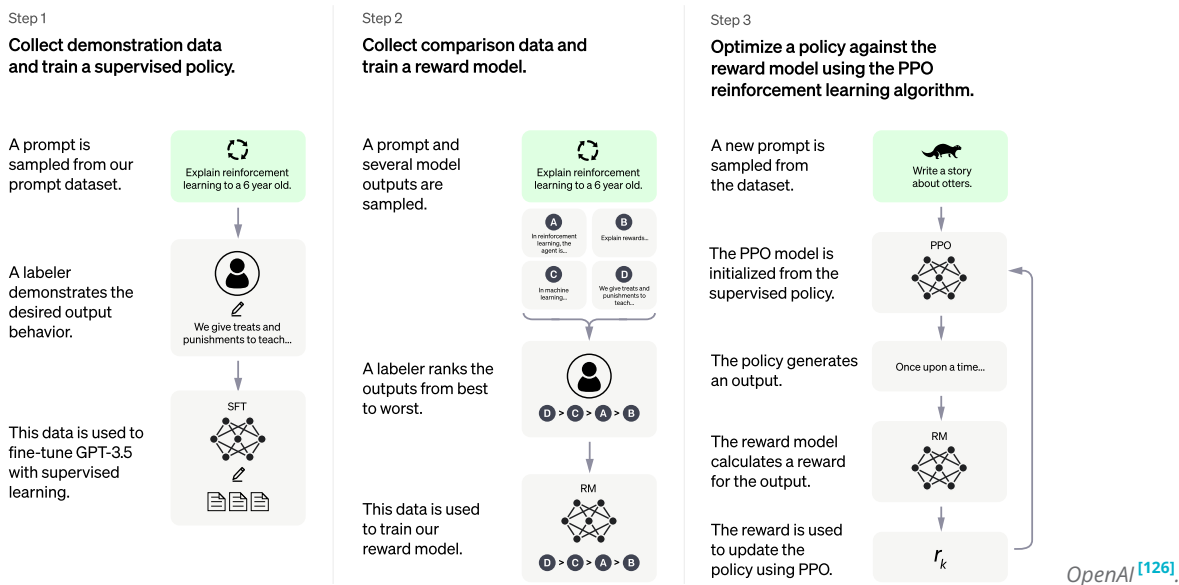 Step 1
Collect demonstration data
and train a supervised policy.
A prompt is
sampled from our
prompt dataset.
Explain reinforcement
learning to a 6 year old.
A labeler
demonstrates the
desired output
behavior.
We give treats and
punishments to teach...
This data is used to
fine-tune GPT-3.5
with supervised
learning.
SFT
Step 2
Collect comparison data and
train a reward model.
A prompt and
several model
outputs are
sampled.
Explain reinforcement
learning to a 6 year old.
A
In reinforcement
learning, the
agent is...
B
Explain rewards...
C
In machine
learning...
D
We give treats and
punishments to
teach...
A labeler ranks the
outputs from best
to worst.
D > C > A > B
This data is used
to train our
reward model.
RM
D > C > A > B
Step 3
Optimize a policy against the
reward model using the PPO
reinforcement learning algorithm.
A new prompt is
sampled from
the dataset.
Write a story
about otters.
The PPO model is
initialized from the
supervised policy.
PPO
The policy generates
an output.
Once upon a time...
The reward model
calculates a reward
for the output.
RM
The reward is used
to update the
policy using PPO.
rk
OpenAI [126].